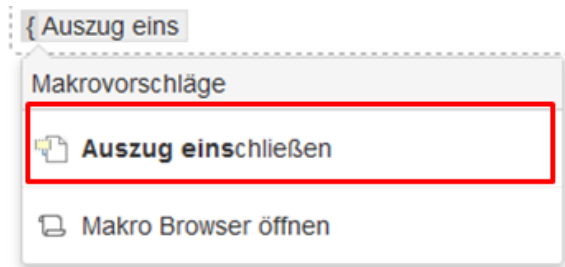 { Auszug eins
Makrovorschläge
Auszug einschließen
Makro Browser öffnen